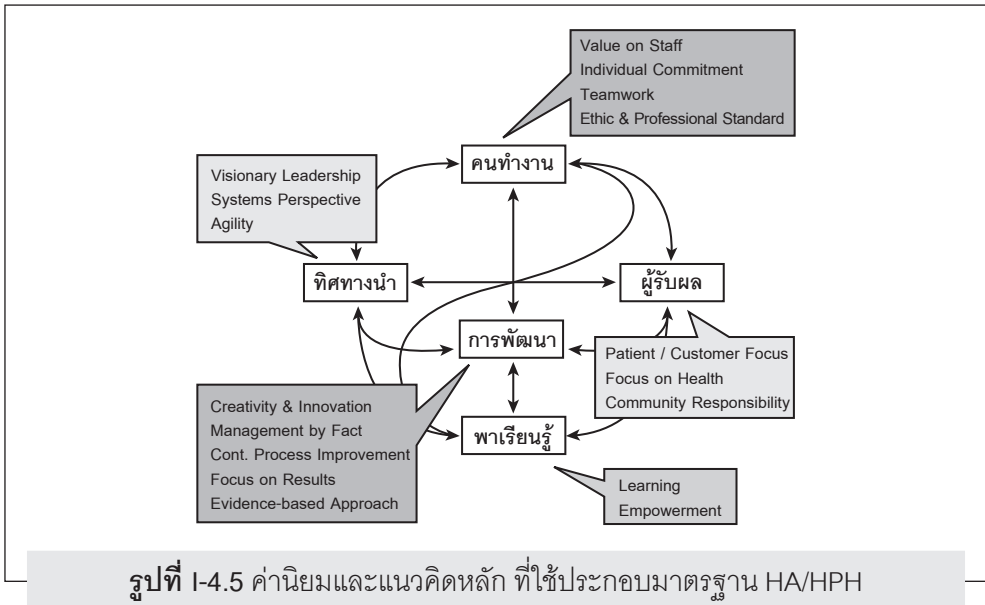 Value on Staff
Individual Commitment
Teamwork
Ethic & Professional Standard
คนทำงาน
Visionary Leadership
Systems Perspective
Agility
ทิศทางนำ
ผู้รับผล
การพัฒนา
Patient / Customer Focus
Focus on Health
Community Responsibility
Creativity & Innovation
Management by Fact
Cont. Process Improvement
Focus on Results
Evidence-based Approach
พาเรียนรู้
Learning
Empowerment
รูปที่ I-4.5 ค่านิยมและแนวคิดหลัก ที่ใช้ประกอบมาตรฐาน HA/HPH